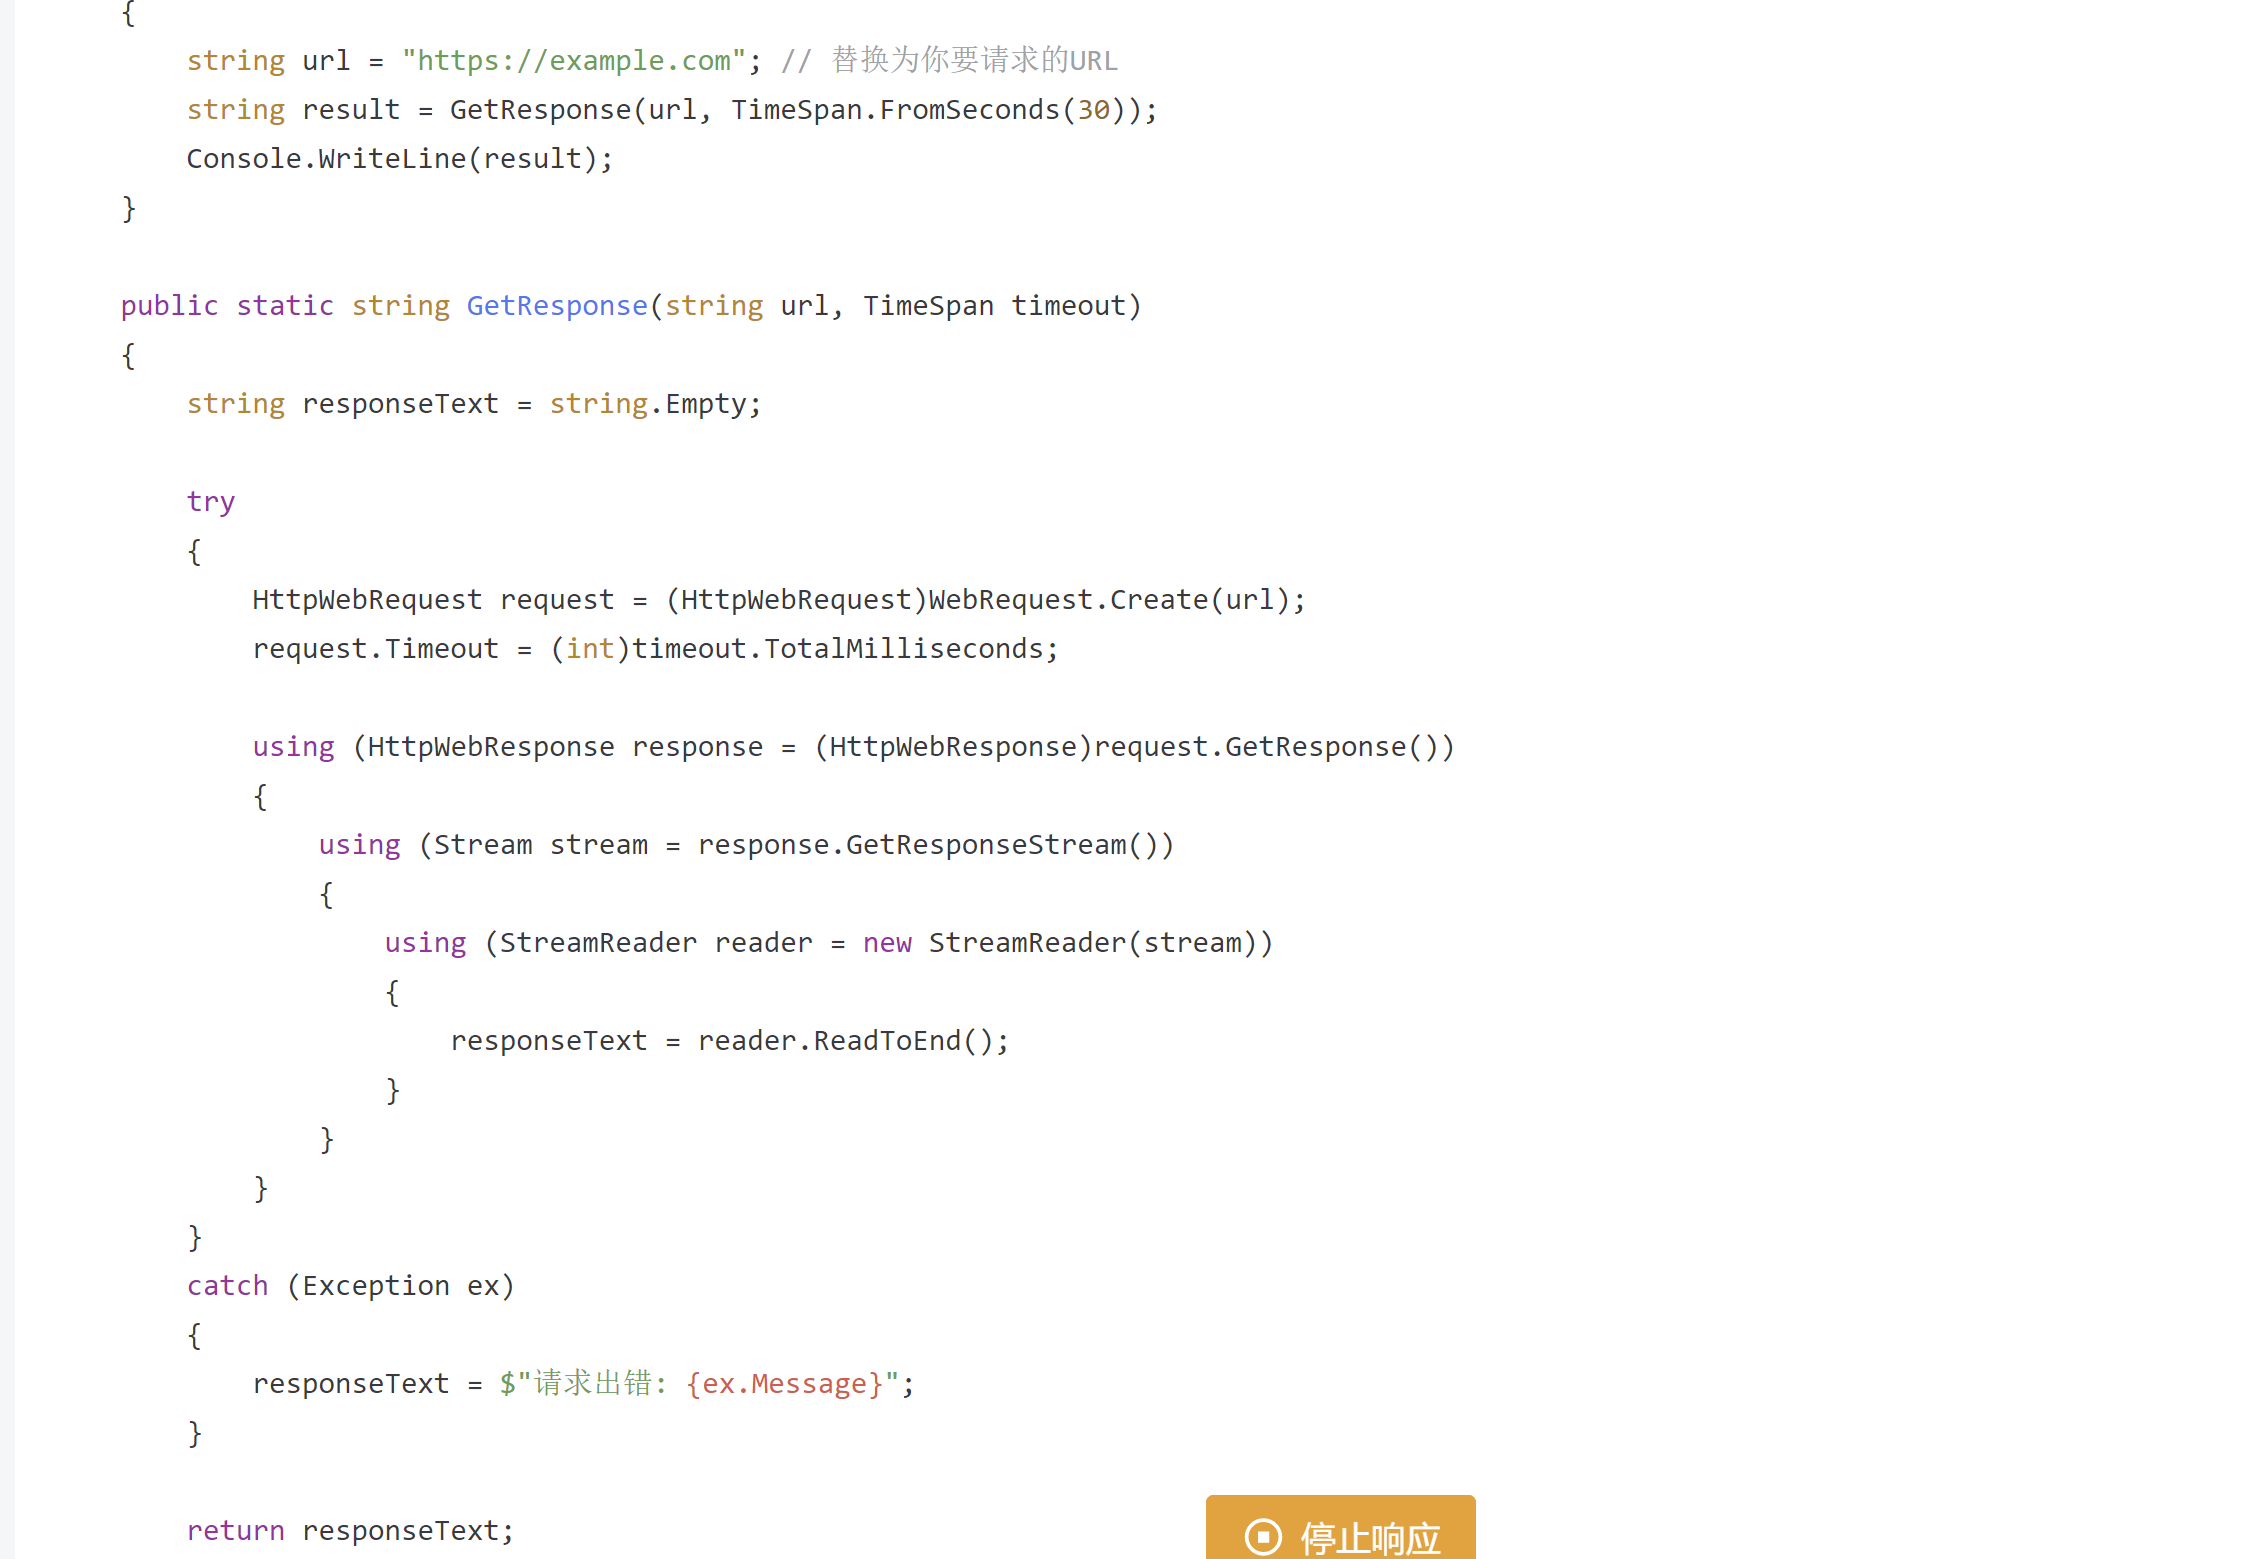 {
    string url = "https://example.com"; // 替换为你要请求的URL
    string result = GetResponse(url, TimeSpan.FromSeconds(30));
    Console.WriteLine(result);
}

public static string GetResponse(string url, TimeSpan timeout)
{
    string responseText = string.Empty;

    try
    {
        HttpWebRequest request = (HttpWebRequest)WebRequest.Create(url);
        request.Timeout = (int)timeout.TotalMilliseconds;

        using (HttpWebResponse response = (HttpWebResponse)request.GetResponse())
        {
            using (Stream stream = response.GetResponseStream())
            {
                using (StreamReader reader = new StreamReader(stream))
                {
                    responseText = reader.ReadToEnd();
                }
            }
        }
    }
    catch (Exception ex)
    {
        responseText = $"请求出错: {ex.Message}";
    }

    return responseText;
停止响应